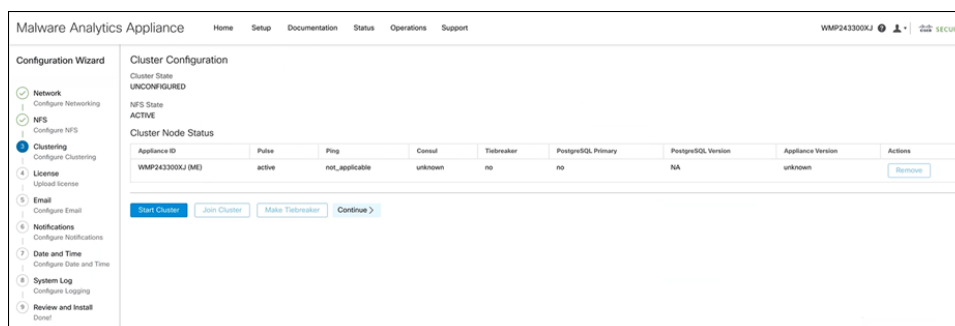 Malware Analytics Appliance
Home Setup Documentation Status Operations Support
WMP243300XJ
CISCO SECU
Configuration Wizard
Network
Configure Networking
NFS
Configure NFS
3 Clustering
Configure Clustering
4 License
Upload license
5 Email
Configure Email
6 Notifications
Configure Notifications
7 Date and Time
Configure Date and Time
8 System Log
Configure Logging
9 Review and Install
Done!
Cluster Configuration
Cluster State
UNCONFIGURED
NFS State
ACTIVE
Cluster Node Status
Appliance ID Pulse Ping Consul Tiebreaker PostgreSQL Primary PostgreSQL Version Appliance Version Actions
WMP243300XJ (ME) active not_applicable unknown no no NA unknown Remove
Start Cluster Join Cluster Make Tiebreaker Continue >